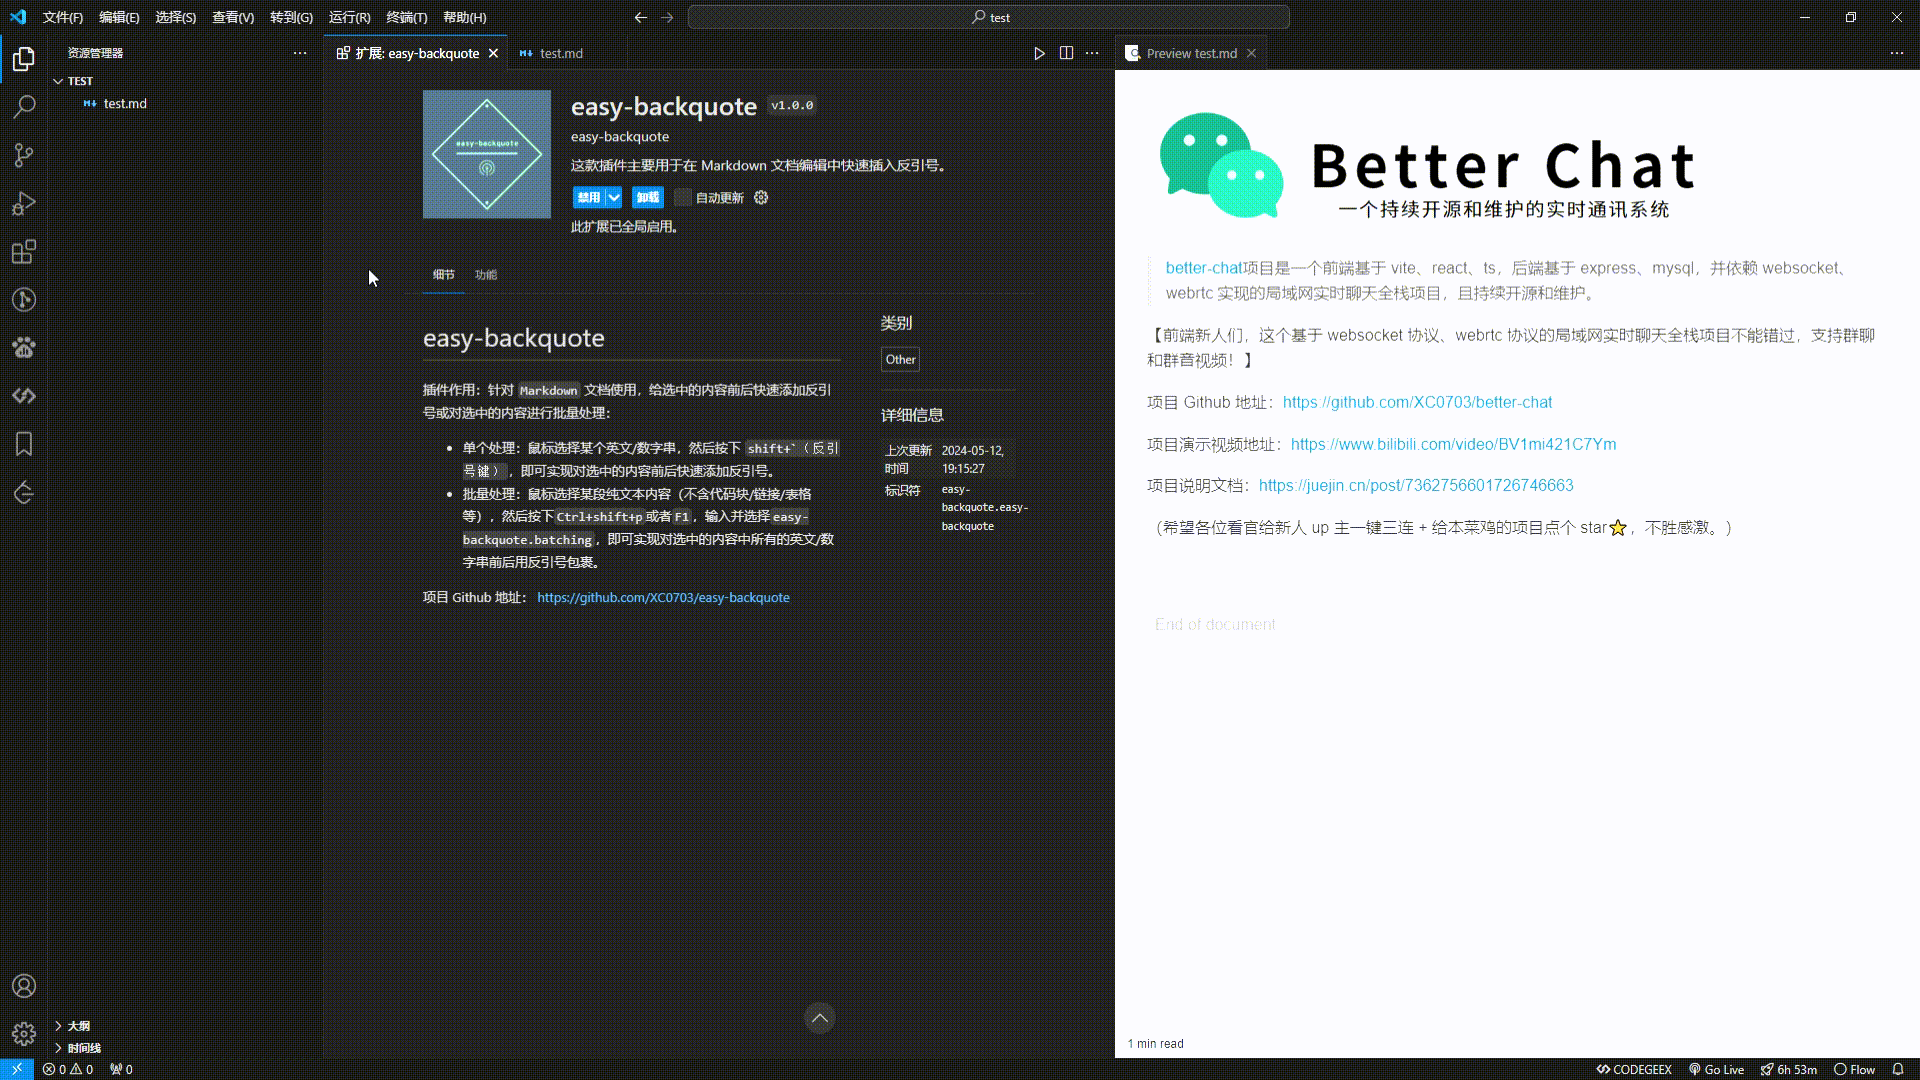 文件(F) 编辑(E) 选择(S) 查看(V) 转到(G) 运行(R) 终端(T) 帮助(H)
test
资源管理器
TEST
test.md
大纲
时间线
扩展: easy-backquote
test.md
easy-backquote
easy-backquote v1.0.0
easy-backquote
这款插件主要用于在 Markdown 文档编辑中快速插入反引号。
禁用 卸载 自动更新
此扩展已全局启用。
细节 功能
easy-backquote
插件作用：针对 Markdown 文档使用，给选中的内容前后快速添加反引
号或对选中的内容进行批量处理：
• 单个处理：鼠标选择某个英文/数字串，然后按下 shift+`（反引
号键），即可实现对选中的内容前后快速添加反引号。
• 批量处理：鼠标选择某段纯文本内容（不含代码块/链接/表格
等），然后按下Ctrl+shift+p或者F1，输入并选择easy-
backquote.batching，即可实现对选中的内容中所有的英文/数
字串前后用反引号包裹。
项目 Github 地址： https://github.com/XC0703/easy-backquote
类别
Other
详细信息
上次更新 2024-05-12,
时间 19:15:27
标识符 easy-
backquote.easy-
backquote
Preview test.md
Better Chat
一个持续开源和维护的实时通讯系统
better-chat项目是一个前端基于 vite、react、ts，后端基于 express、mysql，并依赖 websocket、
webrtc 实现的局域网实时聊天全栈项目，且持续开源和维护。
【前端新人们，这个基于 websocket 协议、webrtc 协议的局域网实时聊天全栈项目不能错过，支持群聊
和群音视频！】
项目 Github 地址：https://github.com/XC0703/better-chat
项目演示视频地址：https://www.bilibili.com/video/BV1mi421C7Ym
项目说明文档：https://juejin.cn/post/7362756601726746663
（希望各位看官给新人 up 主一键三连 + 给本菜鸡的项目点个 star⭐，不胜感激。）
End of document
1 min read
0 0 0
CODEGEEX Go Live 6h 53m Flow